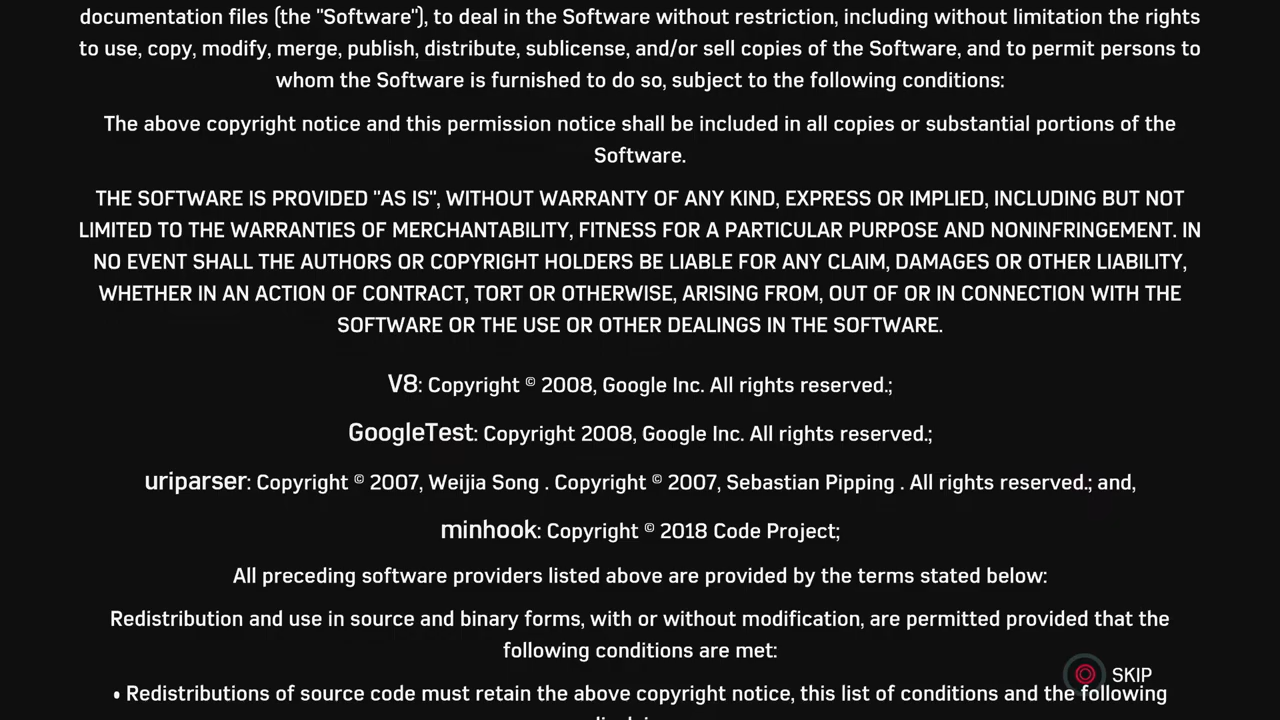 documentation files (the "Software"), to deal in the Software without restriction, including without limitation the rights
to use, copy, modify, merge, publish, distribute, sublicense, and/or sell copies of the Software, and to permit persons to
whom the Software is furnished to do so, subject to the following conditions:
The above copyright notice and this permission notice shall be included in all copies or substantial portions of the
Software.
THE SOFTWARE IS PROVIDED "AS IS", WITHOUT WARRANTY OF ANY KIND, EXPRESS OR IMPLIED, INCLUDING BUT NOT
LIMITED TO THE WARRANTIES OF MERCHANTABILITY, FITNESS FOR A PARTICULAR PURPOSE AND NONINFRINGEMENT. IN
NO EVENT SHALL THE AUTHORS OR COPYRIGHT HOLDERS BE LIABLE FOR ANY CLAIM, DAMAGES OR OTHER LIABILITY,
WHETHER IN AN ACTION OF CONTRACT, TORT OR OTHERWISE, ARISING FROM, OUT OF OR IN CONNECTION WITH THE
SOFTWARE OR THE USE OR OTHER DEALINGS IN THE SOFTWARE.
V8: Copyright © 2008, Google Inc. All rights reserved.;
GoogleTest: Copyright 2008, Google Inc. All rights reserved.;
uriparser: Copyright © 2007, Weijia Song . Copyright © 2007, Sebastian Pipping . All rights reserved.; and,
minhook: Copyright © 2018 Code Project;
All preceding software providers listed above are provided by the terms stated below:
Redistribution and use in source and binary forms, with or without modification, are permitted provided that the
following conditions are met:
SKIP
• Redistributions of source code must retain the above copyright notice, this list of conditions and the following